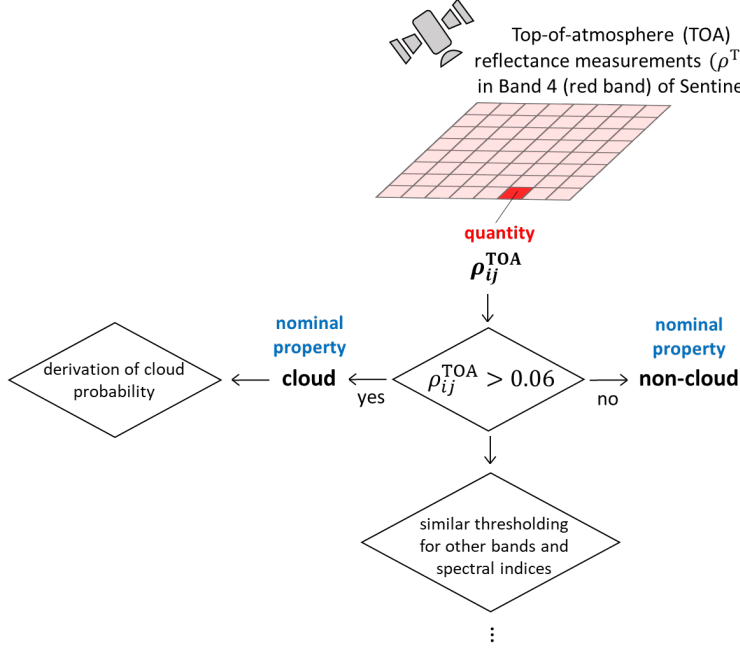 Top-of-atmosphere (TOA)
reflectance measurements (ρᵀ
in Band 4 (red band) of Sentine
quantity
ρ_ij^TOA
nominal
property
cloud
nominal
property
non-cloud
derivation of cloud
probability
ρ_ij^TOA > 0.06
yes
no
similar thresholding
for other bands and
spectral indices
⋮